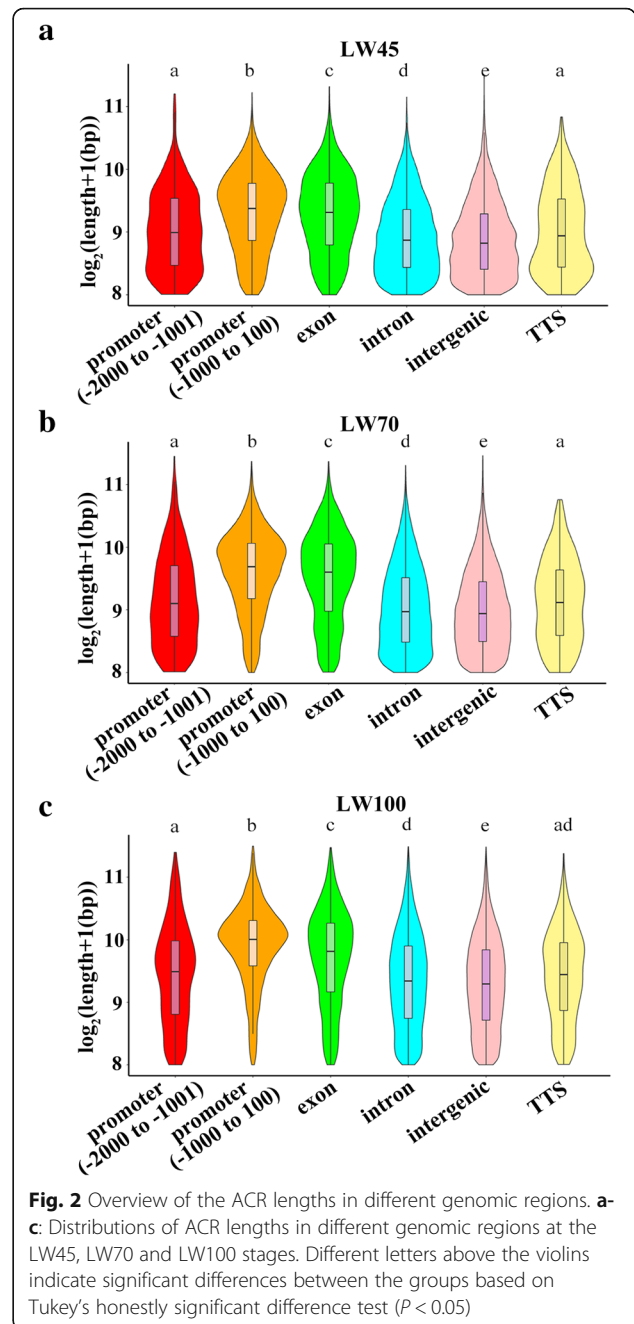 a
LW45
a b c d e a
log2(length+1(bp))
11
10
9
8
promoter
(-2000 to -1001)
promoter
(-1000 to 100)
exon
intron
intergenic
TTS
b
LW70
a b c d e a
log2(length+1(bp))
11
10
9
8
promoter
(-2000 to -1001)
promoter
(-1000 to 100)
exon
intron
intergenic
TTS
c
LW100
a b c d e ad
log2(length+1(bp))
11
10
9
8
promoter
(-2000 to -1001)
promoter
(-1000 to 100)
exon
intron
intergenic
TTS
Fig. 2 Overview of the ACR lengths in different genomic regions. a-
c: Distributions of ACR lengths in different genomic regions at the
LW45, LW70 and LW100 stages. Different letters above the violins
indicate significant differences between the groups based on
Tukey's honestly significant difference test (P < 0.05)